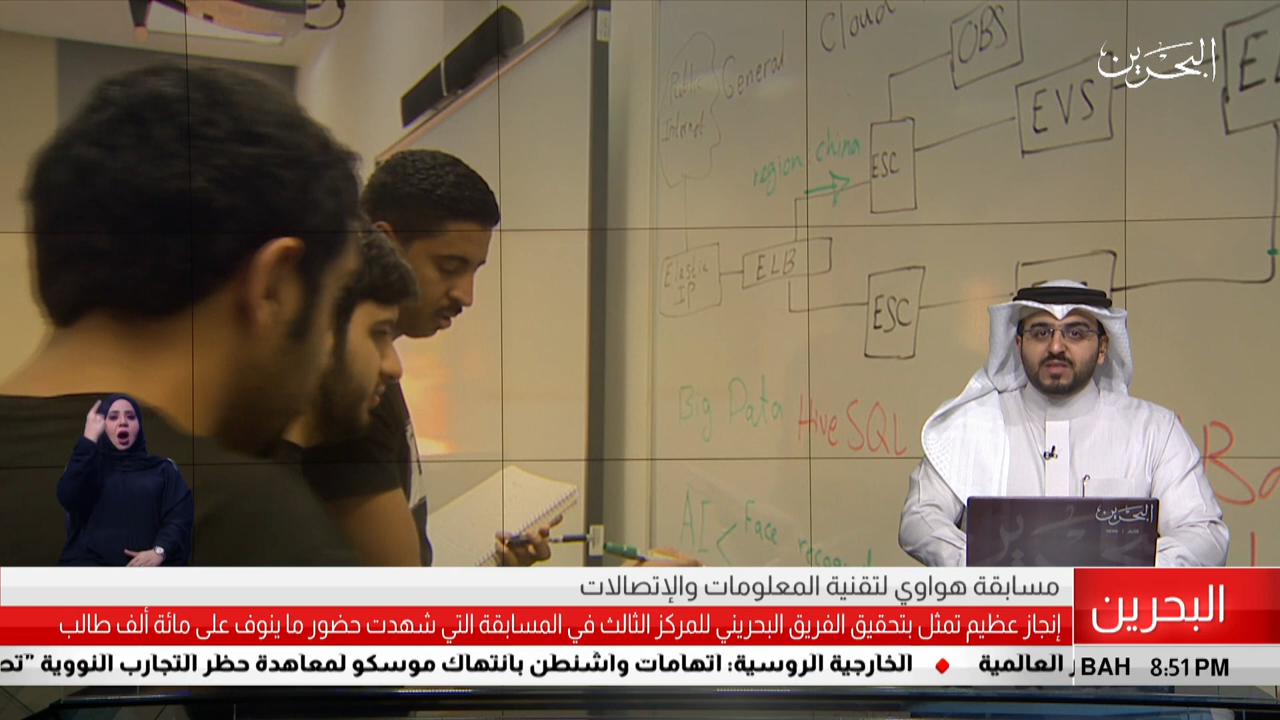 البحرين
Cloud
General
Public
Internet
OBS
EVS
region china
ESC
Elastic
IP
ELB
ESC
Big Data
Hive SQL
AI < Face
البحرين
مسابقة هواوي لتقنية المعلومات والإتصالات
البحرين
إنجاز عظيم تمثل بتحقيق الفريق البحريني للمركز الثالث في المسابقة التي شهدت حضور ما ينوف على مائة ألف طالب
العالمية ♦ الخارجية الروسية: اتهامات واشنطن بانتهاك موسكو لمعاهدة حظر التجارب النووية "تص
BAH 8:51 PM